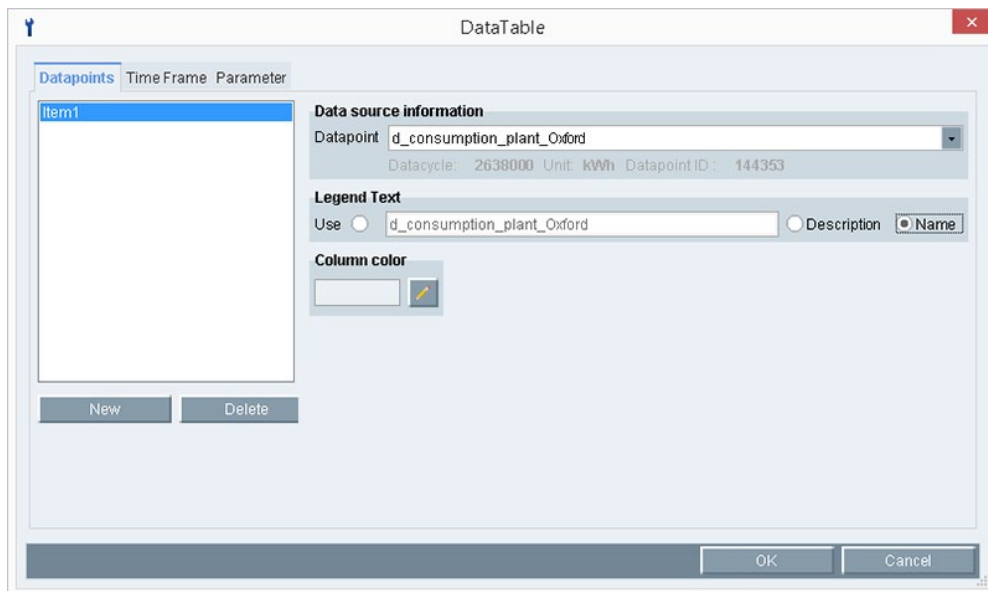 DataTable
Datapoints Time Frame Parameter
Item1
Data source information
Datapoint d_consumption_plant_Oxford
Datacycle: 2638000 Unit: kWh Datapoint ID : 144353
Legend Text
Use d_consumption_plant_Oxford Description Name
Column color
New Delete
OK Cancel